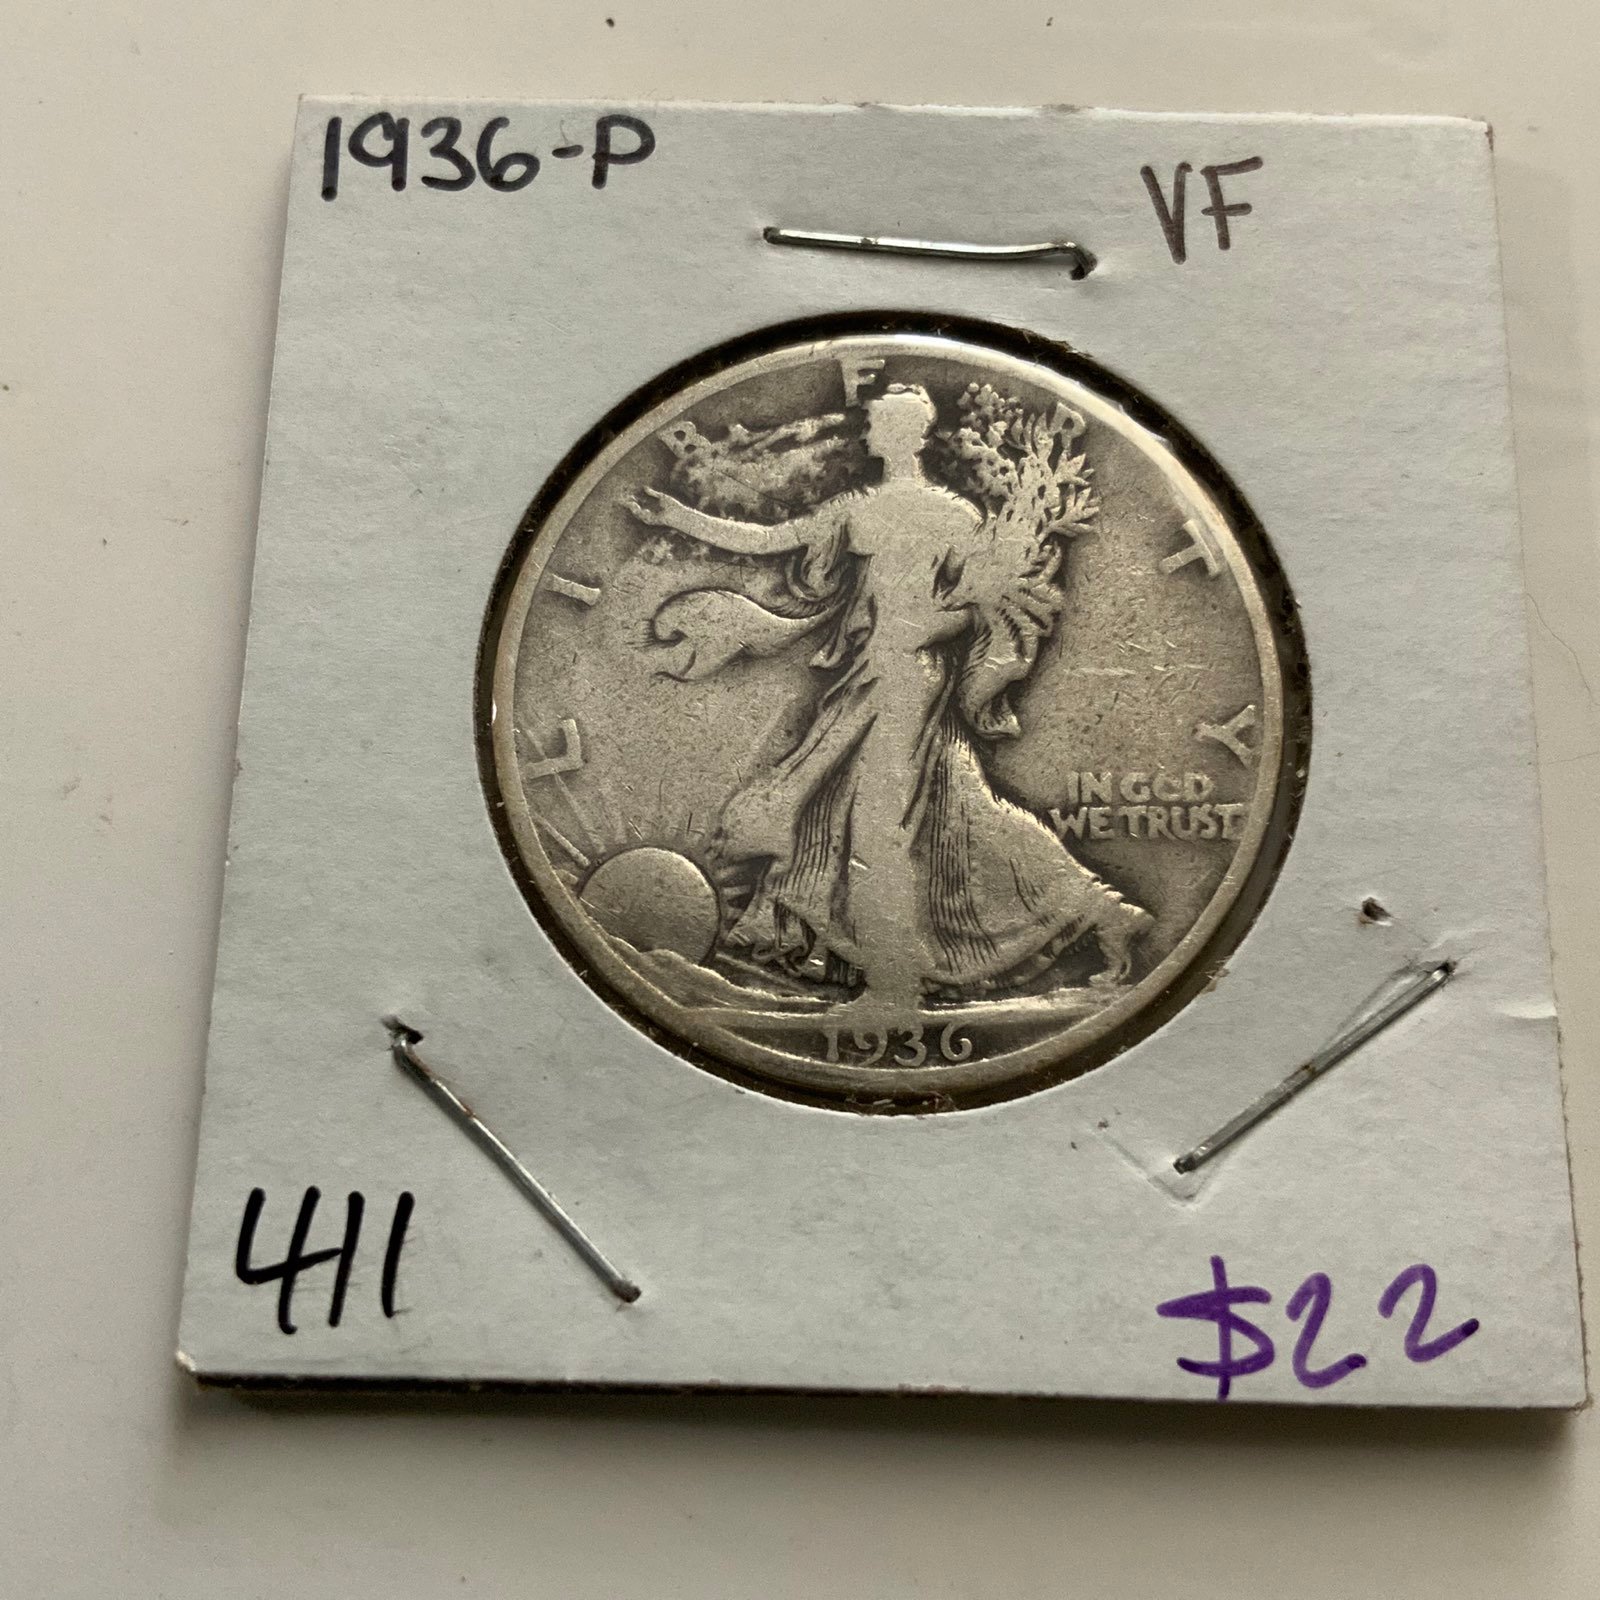 1936-P
VF
LIBERTY
IN GOD
WE TRUST
1936
411
$22